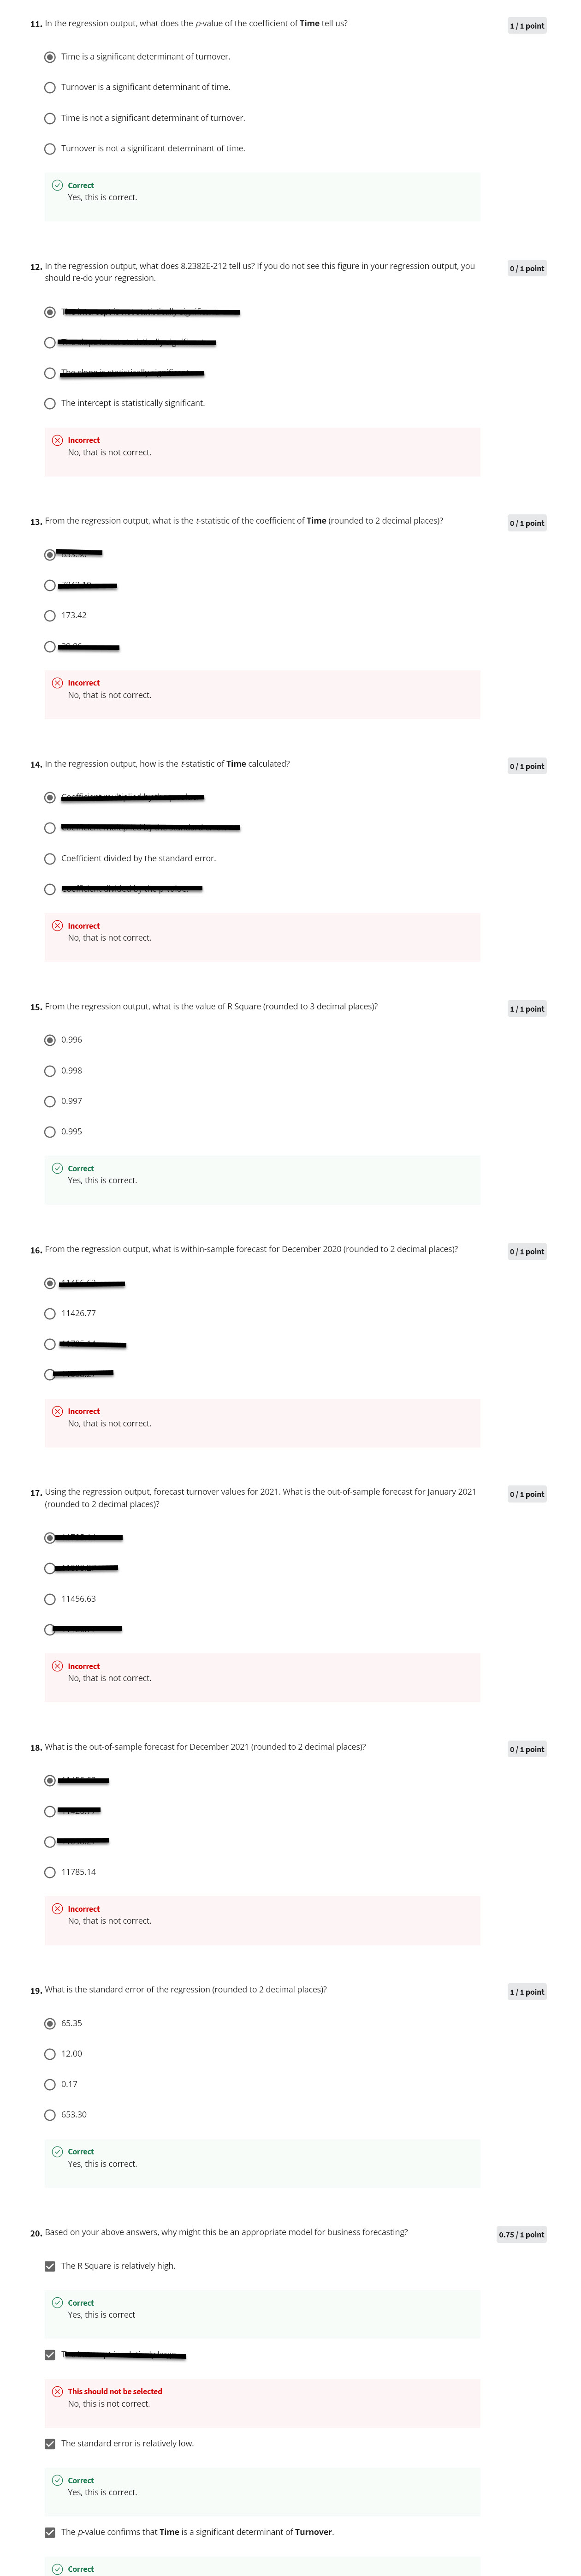 11. In the regression output, what does the p-value of the coefficient of Time tell us?
1 / 1 point
Time is a significant determinant of turnover.
Turnover is a significant determinant of time.
Time is not a significant determinant of turnover.
Turnover is not a significant determinant of time.
Correct
Yes, this is correct.
12. In the regression output, what does 8.2382E-212 tell us? If you do not see this figure in your regression output, you
should re-do your regression.
0 / 1 point
The intercept is statistically significant.
Incorrect
No, that is not correct.
13. From the regression output, what is the t-statistic of the coefficient of Time (rounded to 2 decimal places)?
0 / 1 point
173.42
Incorrect
No, that is not correct.
14. In the regression output, how is the t-statistic of Time calculated?
0 / 1 point
Coefficient divided by the standard error.
Incorrect
No, that is not correct.
15. From the regression output, what is the value of R Square (rounded to 3 decimal places)?
1 / 1 point
0.996
0.998
0.997
0.995
Correct
Yes, this is correct.
16. From the regression output, what is within-sample forecast for December 2020 (rounded to 2 decimal places)?
0 / 1 point
11426.77
Incorrect
No, that is not correct.
17. Using the regression output, forecast turnover values for 2021. What is the out-of-sample forecast for January 2021
(rounded to 2 decimal places)?
0 / 1 point
11456.63
Incorrect
No, that is not correct.
18. What is the out-of-sample forecast for December 2021 (rounded to 2 decimal places)?
0 / 1 point
11785.14
Incorrect
No, that is not correct.
19. What is the standard error of the regression (rounded to 2 decimal places)?
1 / 1 point
65.35
12.00
0.17
653.30
Correct
Yes, this is correct.
20. Based on your above answers, why might this be an appropriate model for business forecasting?
0.75 / 1 point
The R Square is relatively high.
Correct
Yes, this is correct
This should not be selected
No, this is not correct.
The standard error is relatively low.
Correct
Yes, this is correct.
The p-value confirms that Time is a significant determinant of Turnover.
Correct